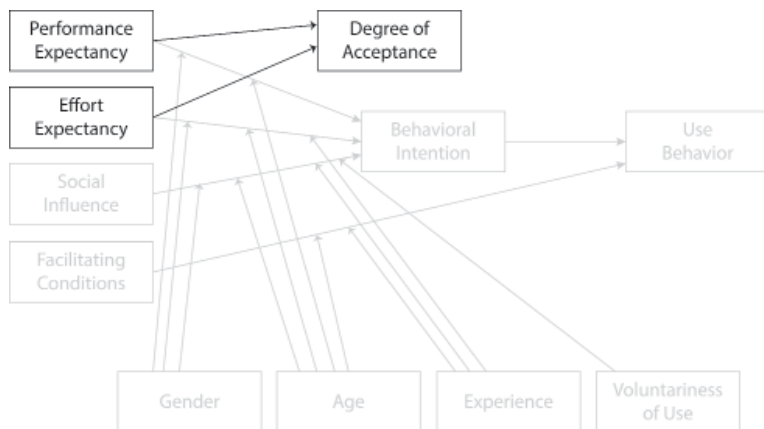 Performance
Expectancy
Degree of
Acceptance
Effort
Expectancy
Behavioral
Intention
Use
Behavior
Social
Influence
Facilitating
Conditions
Gender
Age
Experience
Voluntariness
of Use